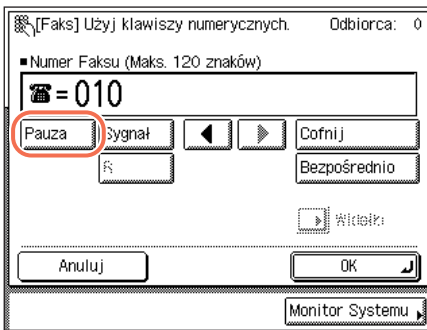 [Faks] Użyj klawiszy numerycznych. Odbiorca: 0
■Numer Faksu (Maks. 120 znaków)
☎=010
Pauza Sygnał ◀ ▶ Cofnij
R Bezpośrednio
Widełki
Anuluj OK
Monitor Systemu